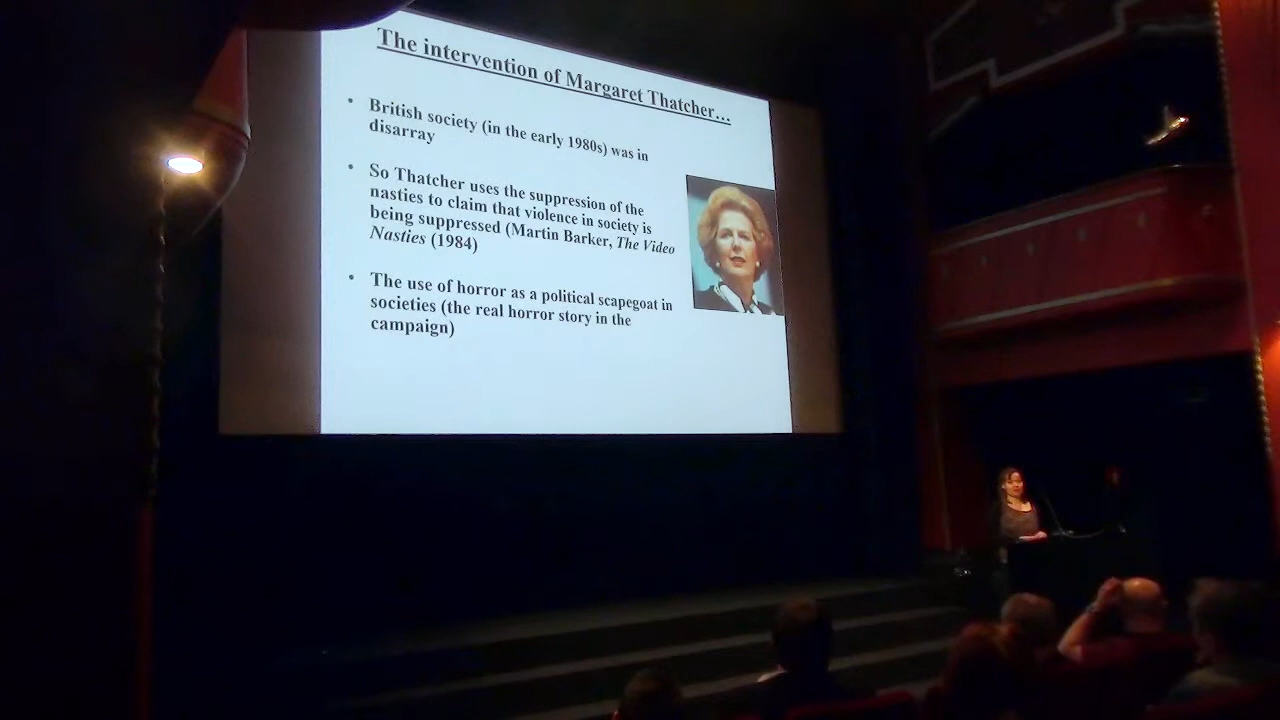 The intervention of Margaret Thatcher…
• British society (in the early 1980s) was in
disarray
• So Thatcher uses the suppression of the
nasties to claim that violence in society is
being suppressed (Martin Barker, The Video
Nasties (1984)
• The use of horror as a political scapegoat in
societies (the real horror story in the
campaign)